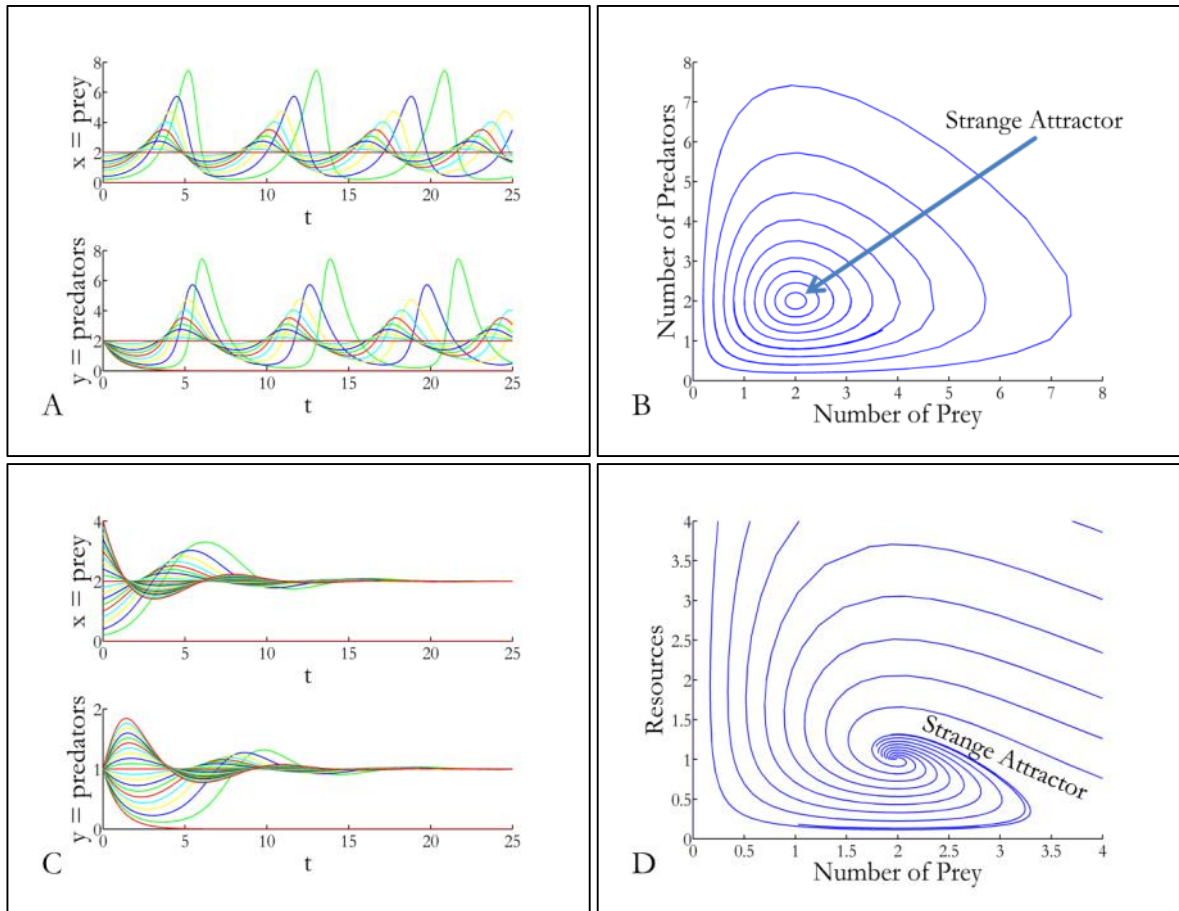 x = prey
8
6
4
2
0
0 5 10 15 20 25
t
y = predators
8
6
4
2
0
0 5 10 15 20 25
t
A
Number of Predators
8
7
6
5
4
3
2
1
0
Strange Attractor
0 1 2 3 4 5 6 7 8
Number of Prey
B
x = prey
4
2
0
0 5 10 15 20 25
t
y = predators
2
1
0
0 5 10 15 20 25
t
C
Resources
4
3.5
3
2.5
2
1.5
1
0.5
0
Strange Attractor
0 0.5 1 1.5 2 2.5 3 3.5 4
Number of Prey
D